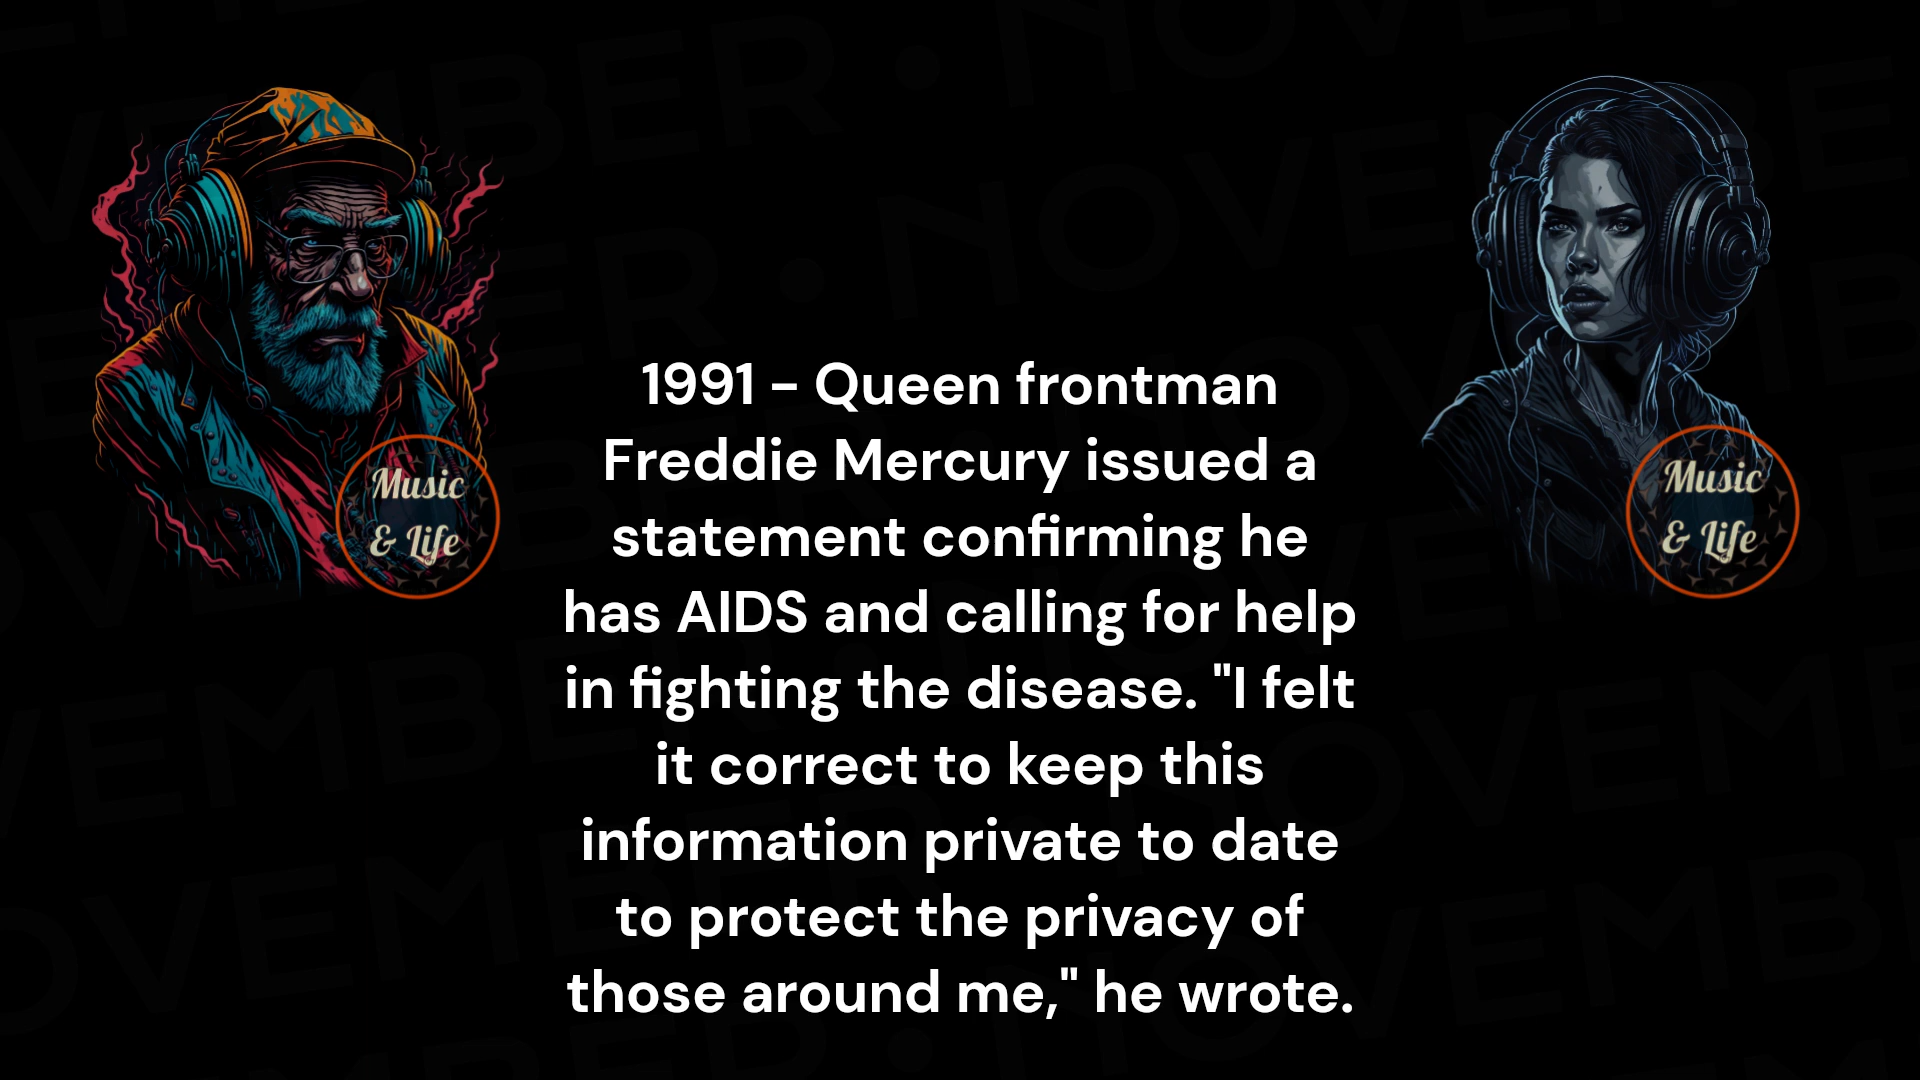 Music
& Life
Music
& Life
1991 – Queen frontman
Freddie Mercury issued a
statement confirming he
has AIDS and calling for help
in fighting the disease. "I felt
it correct to keep this
information private to date
to protect the privacy of
those around me," he wrote.
NOVEMBER • NOVEMBER